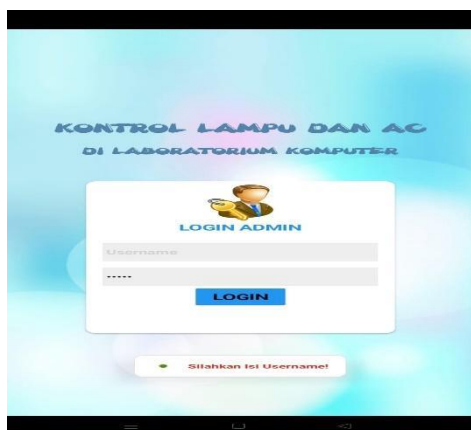 KONTROL LAMPU DAN AC
DI LABORATORIUM KOMPUTER
LOGIN ADMIN
Username
•••••
LOGIN
Silahkan Isi Username!